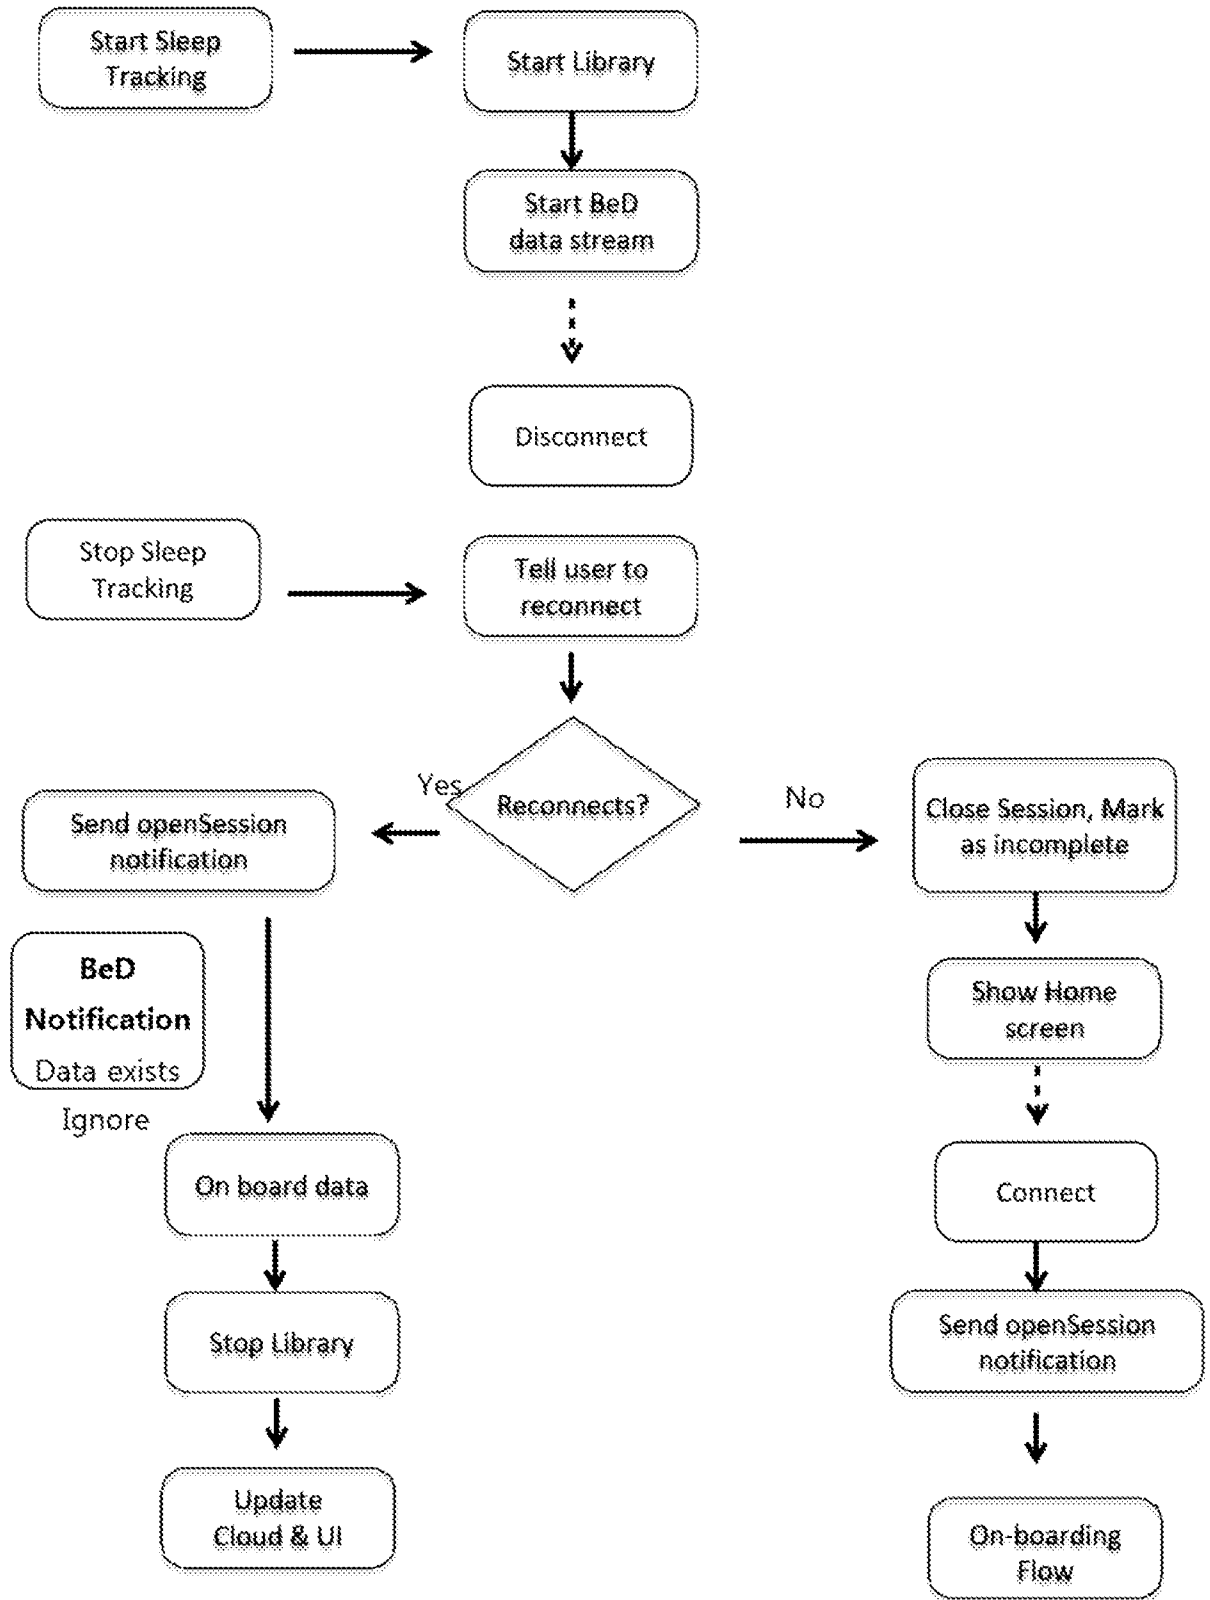 Start Sleep
Tracking
Start Library
Start BeD
data stream
Disconnect
Stop Sleep
Tracking
Tell user to
reconnect
Reconnects?
Yes
No
Send openSession
notification
Close Session, Mark
as incomplete
BeD
Notification
Data exists
Ignore
Show Home
screen
On board data
Connect
Stop Library
Send openSession
notification
Update
Cloud & UI
On-boarding
Flow